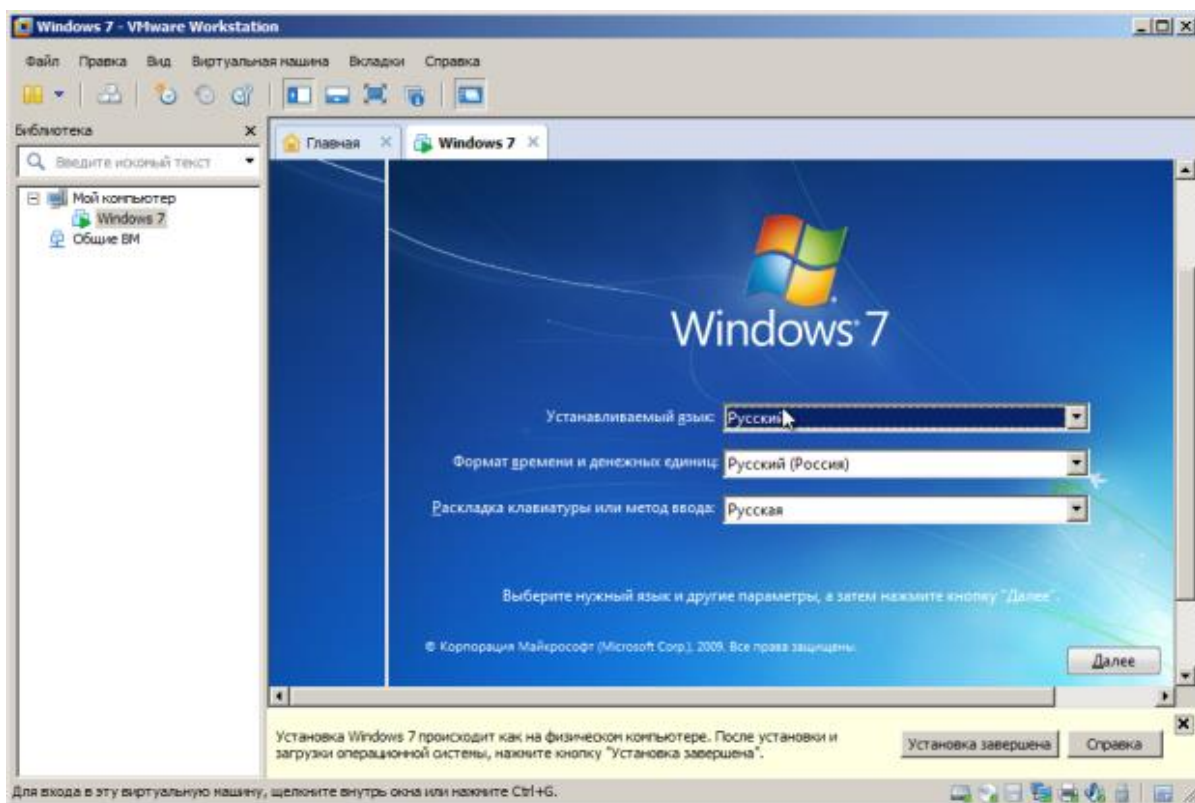 Windows 7 - VMware Workstation
Файл Правка Вид Виртуальная машина Вкладки Справка
Библиотека
Введите искомый текст
Мой компьютер
Windows 7
Общие ВМ
Главная Windows 7
Windows 7
Устанавливаемый язык: Русский
Формат времени и денежных единиц: Русский (Россия)
Раскладка клавиатуры или метод ввода: Русская
Выберите нужный язык и другие параметры, а затем нажмите кнопку "Далее".
© Корпорация Майкрософт (Microsoft Corp.), 2009. Все права защищены.
Далее
Установка Windows 7 происходит как на физическом компьютере. После установки и
загрузки операционной системы, нажмите кнопку "Установка завершена".
Установка завершена Справка
Для входа в эту виртуальную машину, щелкните внутрь окна или нажмите Ctrl+G.